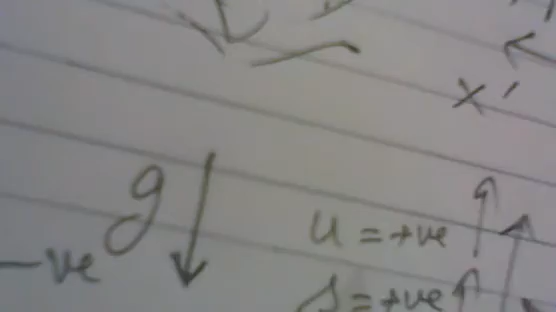 x'
g ↓
u = +ve ↑
-ve
s = +ve ↑